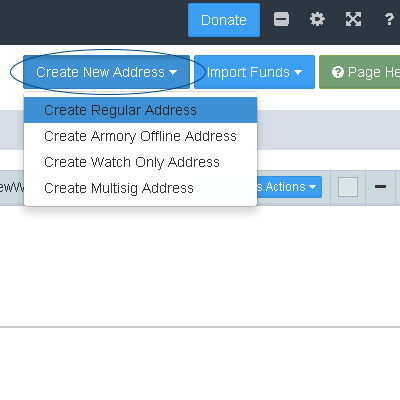 Donate
?
Create New Address
Import Funds
Page He
Create Regular Address
Create Armory Offline Address
Create Watch Only Address
Create Multisig Address
ewW
s Actions